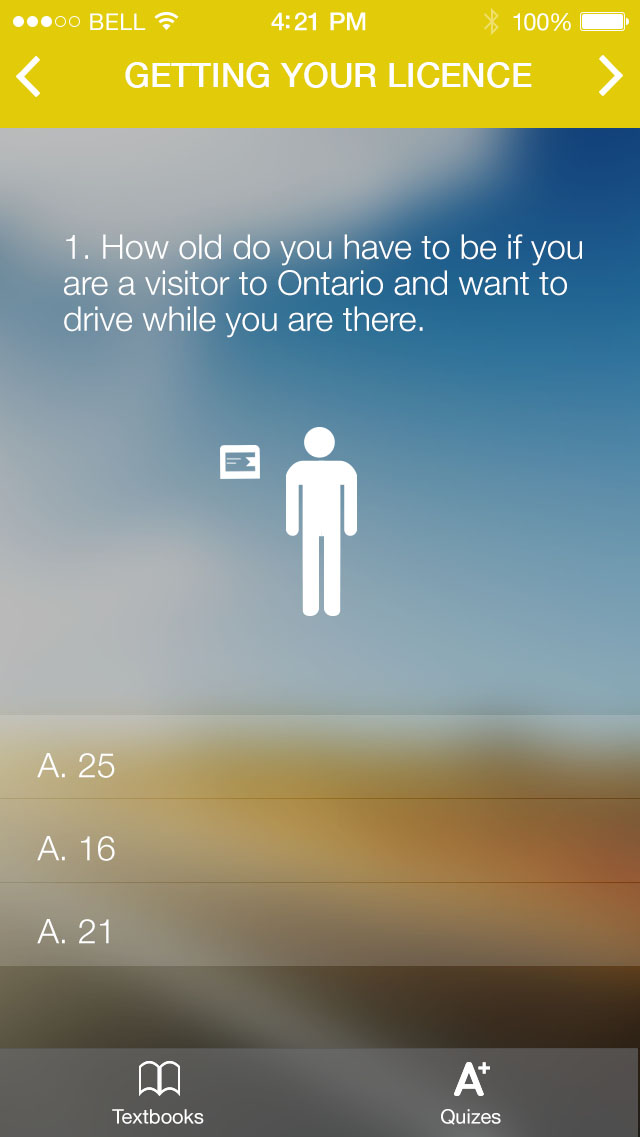 BELL 4:21 PM 100%
GETTING YOUR LICENCE
1. How old do you have to be if you
are a visitor to Ontario and want to
drive while you are there.
A. 25
A. 16
A. 21
A+
Textbooks Quizes